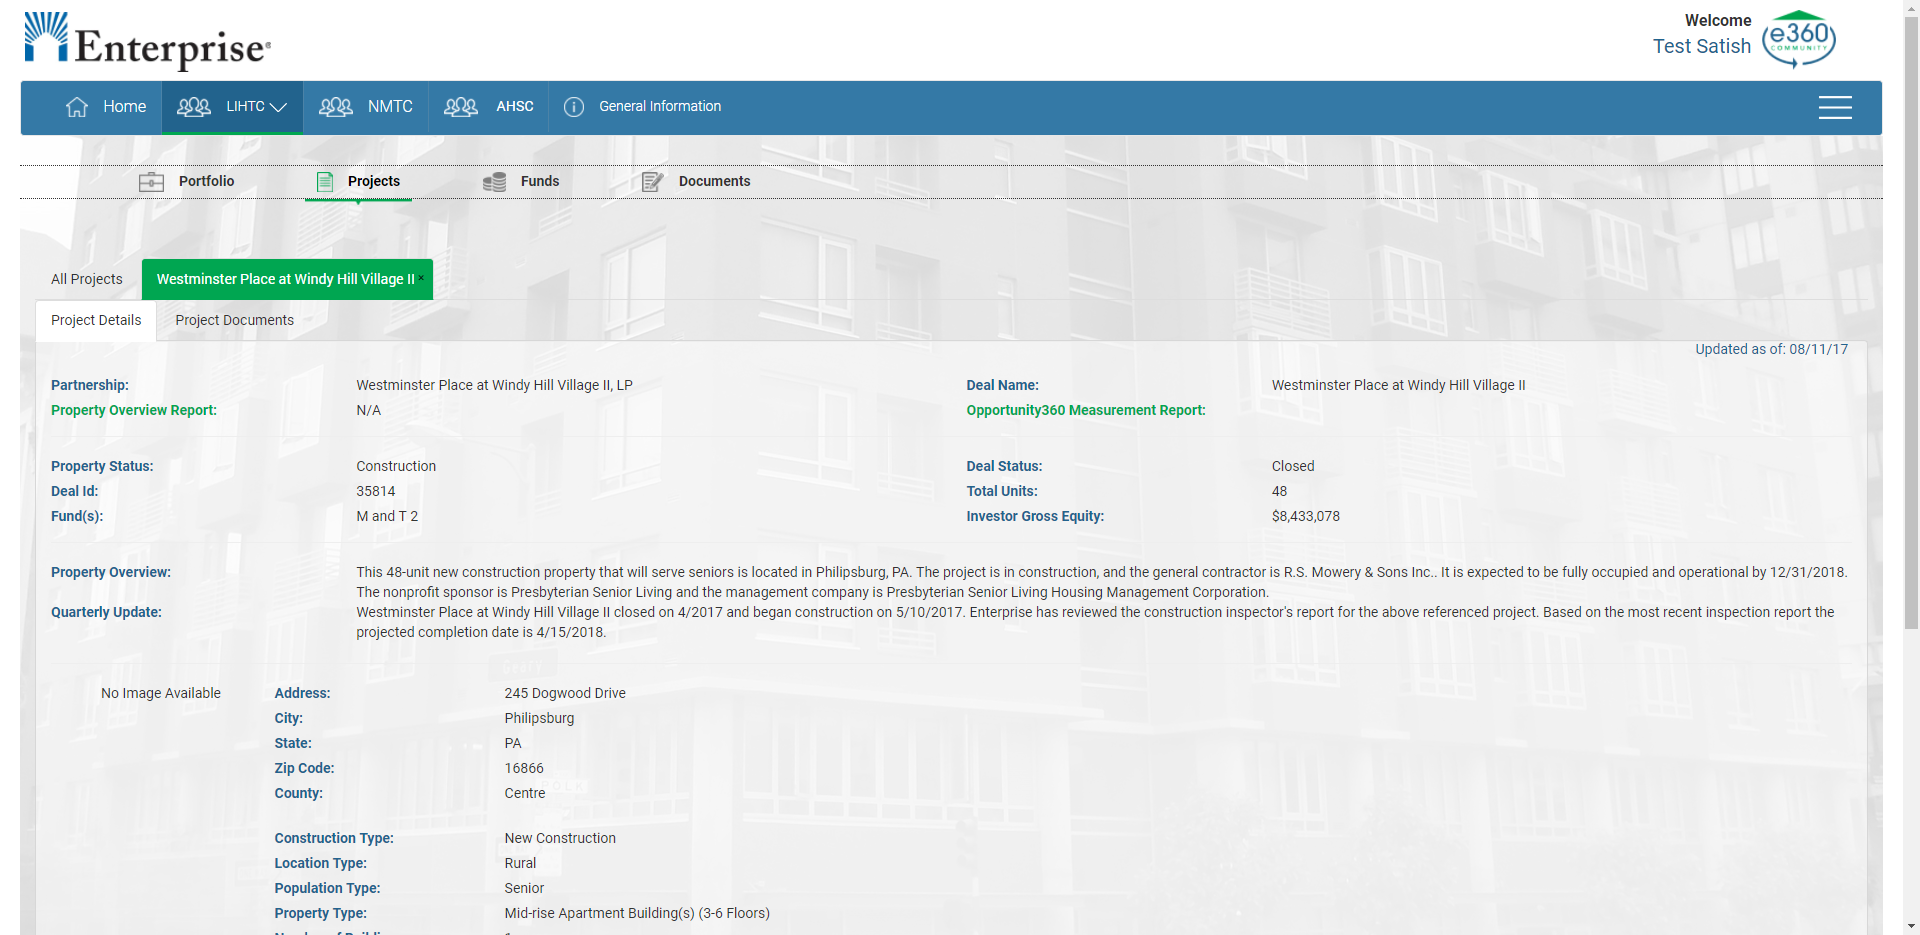 Enterprise®
Welcome
Test Satish
e360
COMMUNITY
Home
LIHTC
NMTC
AHSC
General Information
Portfolio
Projects
Funds
Documents
All Projects
Westminster Place at Windy Hill Village II ×
Project Details
Project Documents
Updated as of: 08/11/17
Partnership: Westminster Place at Windy Hill Village II, LP Deal Name: Westminster Place at Windy Hill Village II
Property Overview Report: N/A Opportunity360 Measurement Report:
Property Status: Construction Deal Status: Closed
Deal Id: 35814 Total Units: 48
Fund(s): M and T 2 Investor Gross Equity: $8,433,078
Property Overview: This 48-unit new construction property that will serve seniors is located in Philipsburg, PA. The project is in construction, and the general contractor is R.S. Mowery & Sons Inc.. It is expected to be fully occupied and operational by 12/31/2018.
The nonprofit sponsor is Presbyterian Senior Living and the management company is Presbyterian Senior Living Housing Management Corporation.
Quarterly Update: Westminster Place at Windy Hill Village II closed on 4/2017 and began construction on 5/10/2017. Enterprise has reviewed the construction inspector's report for the above referenced project. Based on the most recent inspection report the
projected completion date is 4/15/2018.
No Image Available
Address: 245 Dogwood Drive
City: Philipsburg
State: PA
Zip Code: 16866
County: Centre
Construction Type: New Construction
Location Type: Rural
Population Type: Senior
Property Type: Mid-rise Apartment Building(s) (3-6 Floors)